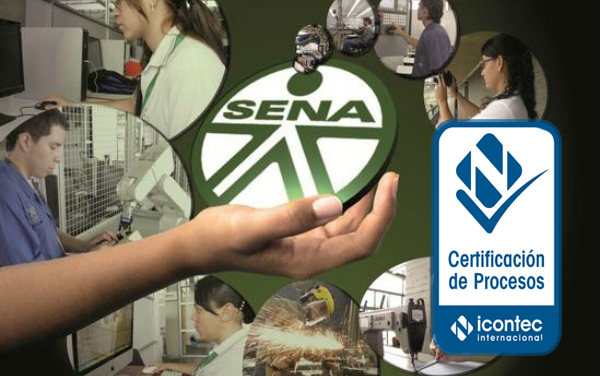 SENA
Certificación
de Procesos
icontec
internacional